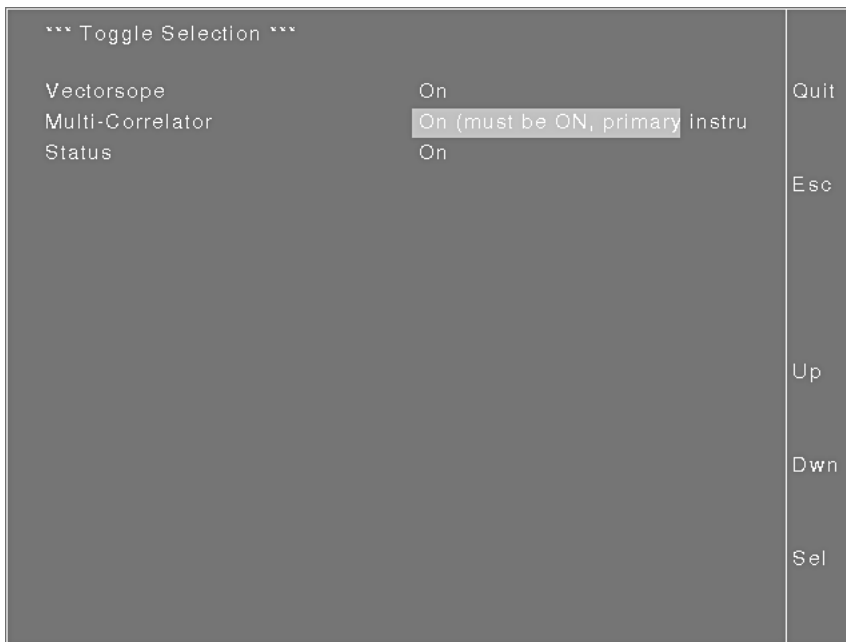 *** Toggle Selection ***
Vectorsope On
Multi-Correlator On (must be ON, primary instru
Status On
Quit
Esc
Up
Dwn
Sel